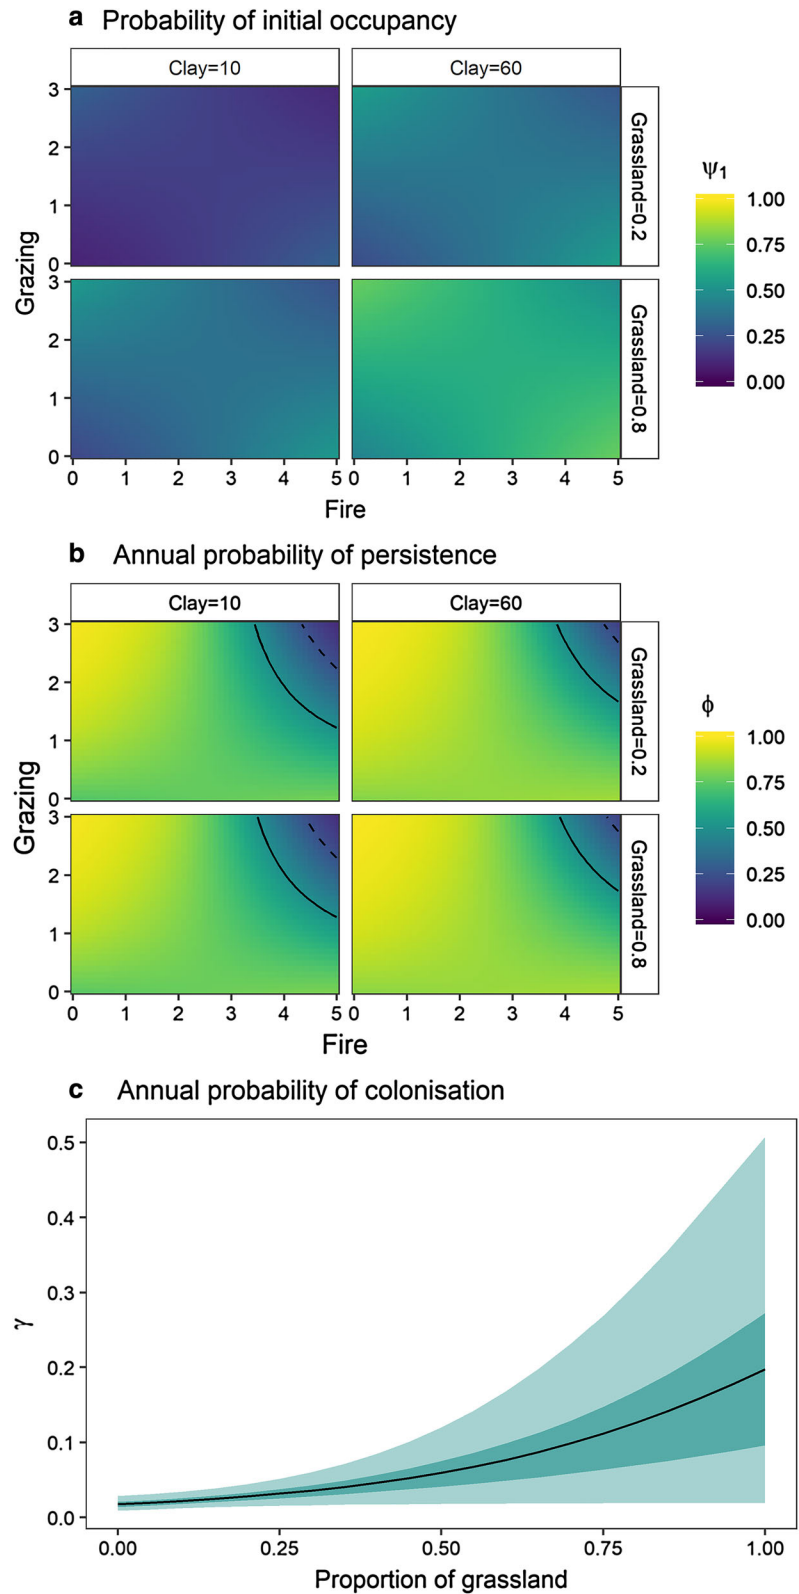 a Probability of initial occupancy
Clay=10 Clay=60
3
2
1
0
Grassland=0.2
3
2
1
0
Grassland=0.8
Grazing
0 1 2 3 4 5 0 1 2 3 4 5
Fire
ψ1
1.00
0.75
0.50
0.25
0.00
b Annual probability of persistence
Clay=10 Clay=60
3
2
1
0
Grassland=0.2
3
2
1
0
Grassland=0.8
Grazing
0 1 2 3 4 5 0 1 2 3 4 5
Fire
ϕ
1.00
0.75
0.50
0.25
0.00
c Annual probability of colonisation
0.5
0.4
0.3
0.2
0.1
0.0
γ
0.00 0.25 0.50 0.75 1.00
Proportion of grassland